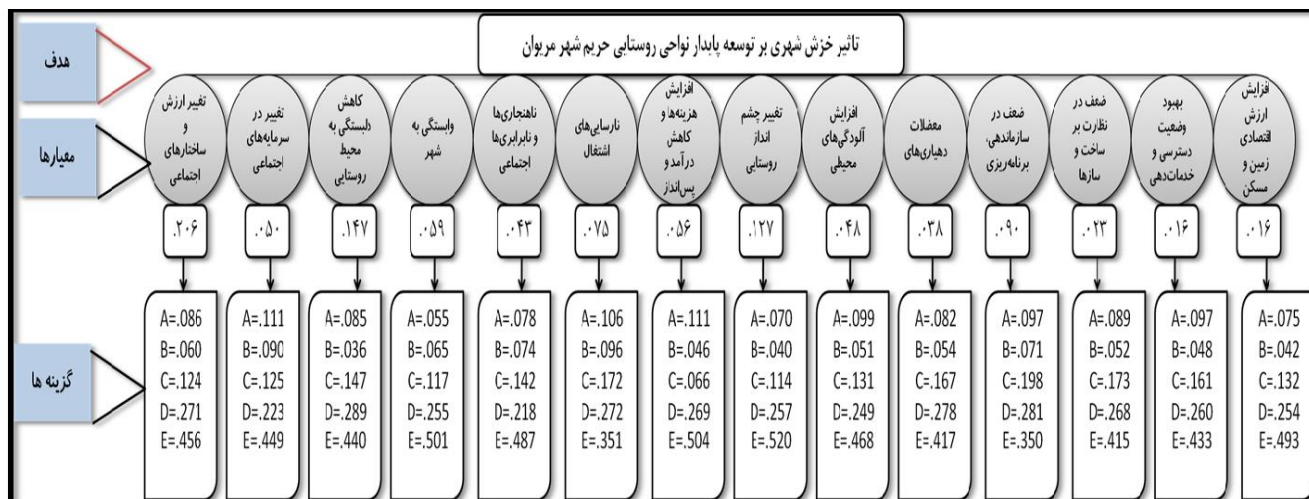 تاثیر خزش شهری بر توسعه پایدار نواحی روستایی حریم شهر مریوان
هدف
معیارها
گزینه ها
افزایش
ارزش
اقتصادی
زمین و
مسکن
.۰۱۶
A=.075
B=.042
C=.132
D=.254
E=.493
بهبود
وضعیت
دسترسی و
خدمات‌دهی
.۰۱۶
A=.097
B=.048
C=.161
D=.260
E=.433
ضعف در
نظارت بر
ساخت و
سازها
.۰۲۳
A=.089
B=.052
C=.173
D=.268
E=.415
ضعف در
سازماندهی،
برنامه‌ریزی
.۰۹۰
A=.097
B=.071
C=.198
D=.281
E=.350
معضلات
دهیاری‌های
.۰۳۸
A=.082
B=.054
C=.167
D=.278
E=.417
افزایش
آلودگی‌های
محیطی
.۰۴۸
A=.099
B=.051
C=.131
D=.249
E=.468
تغییر چشم
انداز
روستایی
.۱۲۷
A=.070
B=.040
C=.114
D=.257
E=.520
افزایش
هزینه‌ها و
کاهش
درآمد و
پس‌انداز
.۰۵۶
A=.111
B=.046
C=.066
D=.269
E=.504
نارسایی‌های
اشتغال
.۰۷۵
A=.106
B=.096
C=.172
D=.272
E=.351
ناهنجاری‌ها
و نابرابری‌ها
اجتماعی
.۰۴۳
A=.078
B=.074
C=.142
D=.218
E=.487
وابستگی به
شهر
.۰۵۹
A=.055
B=.065
C=.117
D=.255
E=.501
کاهش
دلبستگی به
محیط
روستایی
.۱۴۷
A=.085
B=.036
C=.147
D=.289
E=.440
تغییر در
سرمایه‌های
اجتماعی
.۰۵۰
A=.111
B=.090
C=.125
D=.223
E=.449
تغییر ارزش
و
ساختارهای
اجتماعی
.۲۰۶
A=.086
B=.060
C=.124
D=.271
E=.456